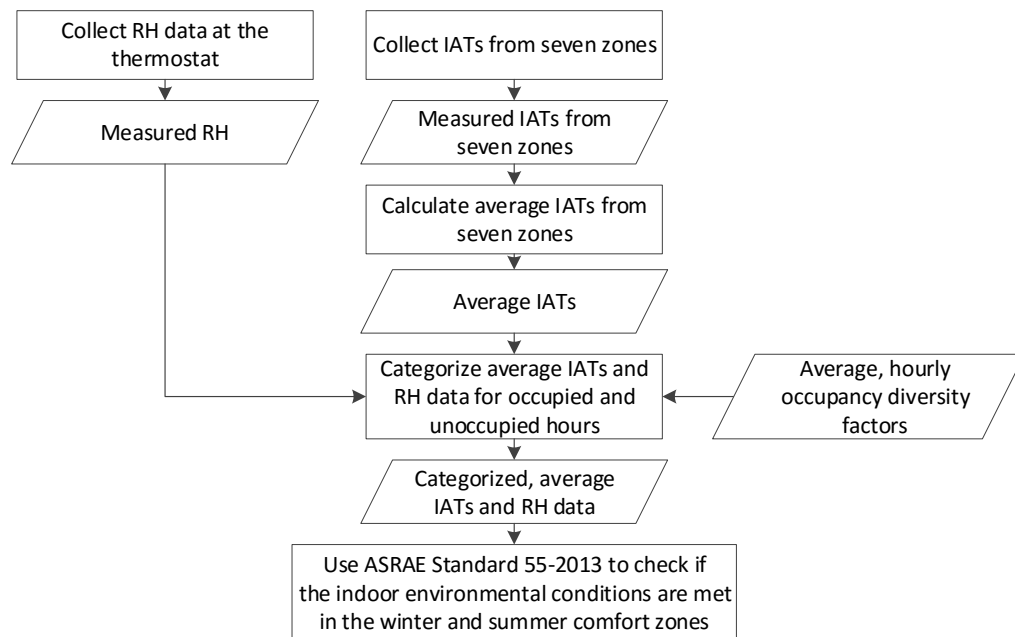 Collect RH data at the
thermostat
Collect IATs from seven zones
Measured RH
Measured IATs from
seven zones
Calculate average IATs from
seven zones
Average IATs
Categorize average IATs and
RH data for occupied and
unoccupied hours
Average, hourly
occupancy diversity
factors
Categorized, average
IATs and RH data
Use ASRAE Standard 55-2013 to check if
the indoor environmental conditions are met
in the winter and summer comfort zones